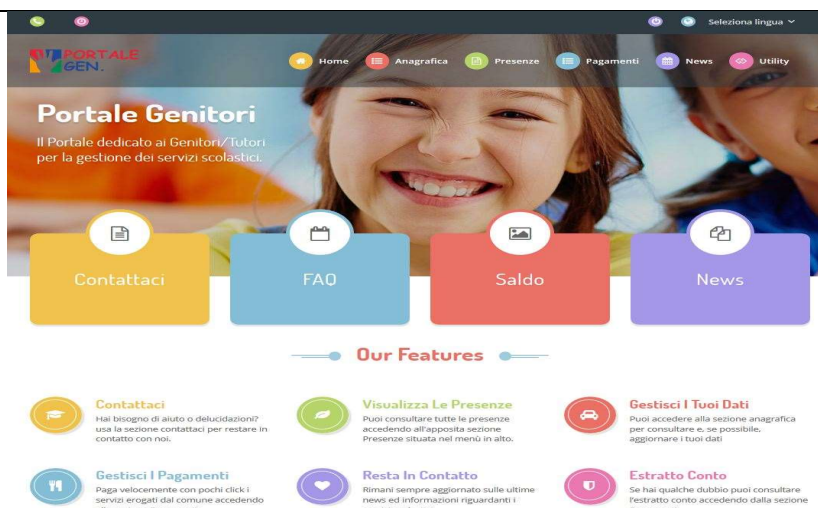 Seleziona lingua
PORTALE
GEN.
Home Anagrafica Presenze Pagamenti News Utility
Portale Genitori
Il Portale dedicato ai Genitori/Tutori
per la gestione dei servizi scolastici.
Contattaci FAQ Saldo News
Our Features
Contattaci
Hai bisogno di aiuto o delucidazioni?
usa la sezione contattaci per restare in
contatto con noi.
Visualizza Le Presenze
Puoi consultare tutte le presenze
accedendo all'apposita sezione
Presenze situata nel menù in alto.
Gestisci I Tuoi Dati
Puoi accedere alla sezione anagrafica
per consultare e, se possibile,
aggiornare i tuoi dati
Gestisci I Pagamenti
Paga velocemente con pochi click i
servizi erogati dal comune accedendo
Resta In Contatto
Rimani sempre aggiornato sulle ultime
news ed informazioni riguardanti i
Estratto Conto
Se hai qualche dubbio puoi consultare
l'estratto conto accedendo dalla sezione